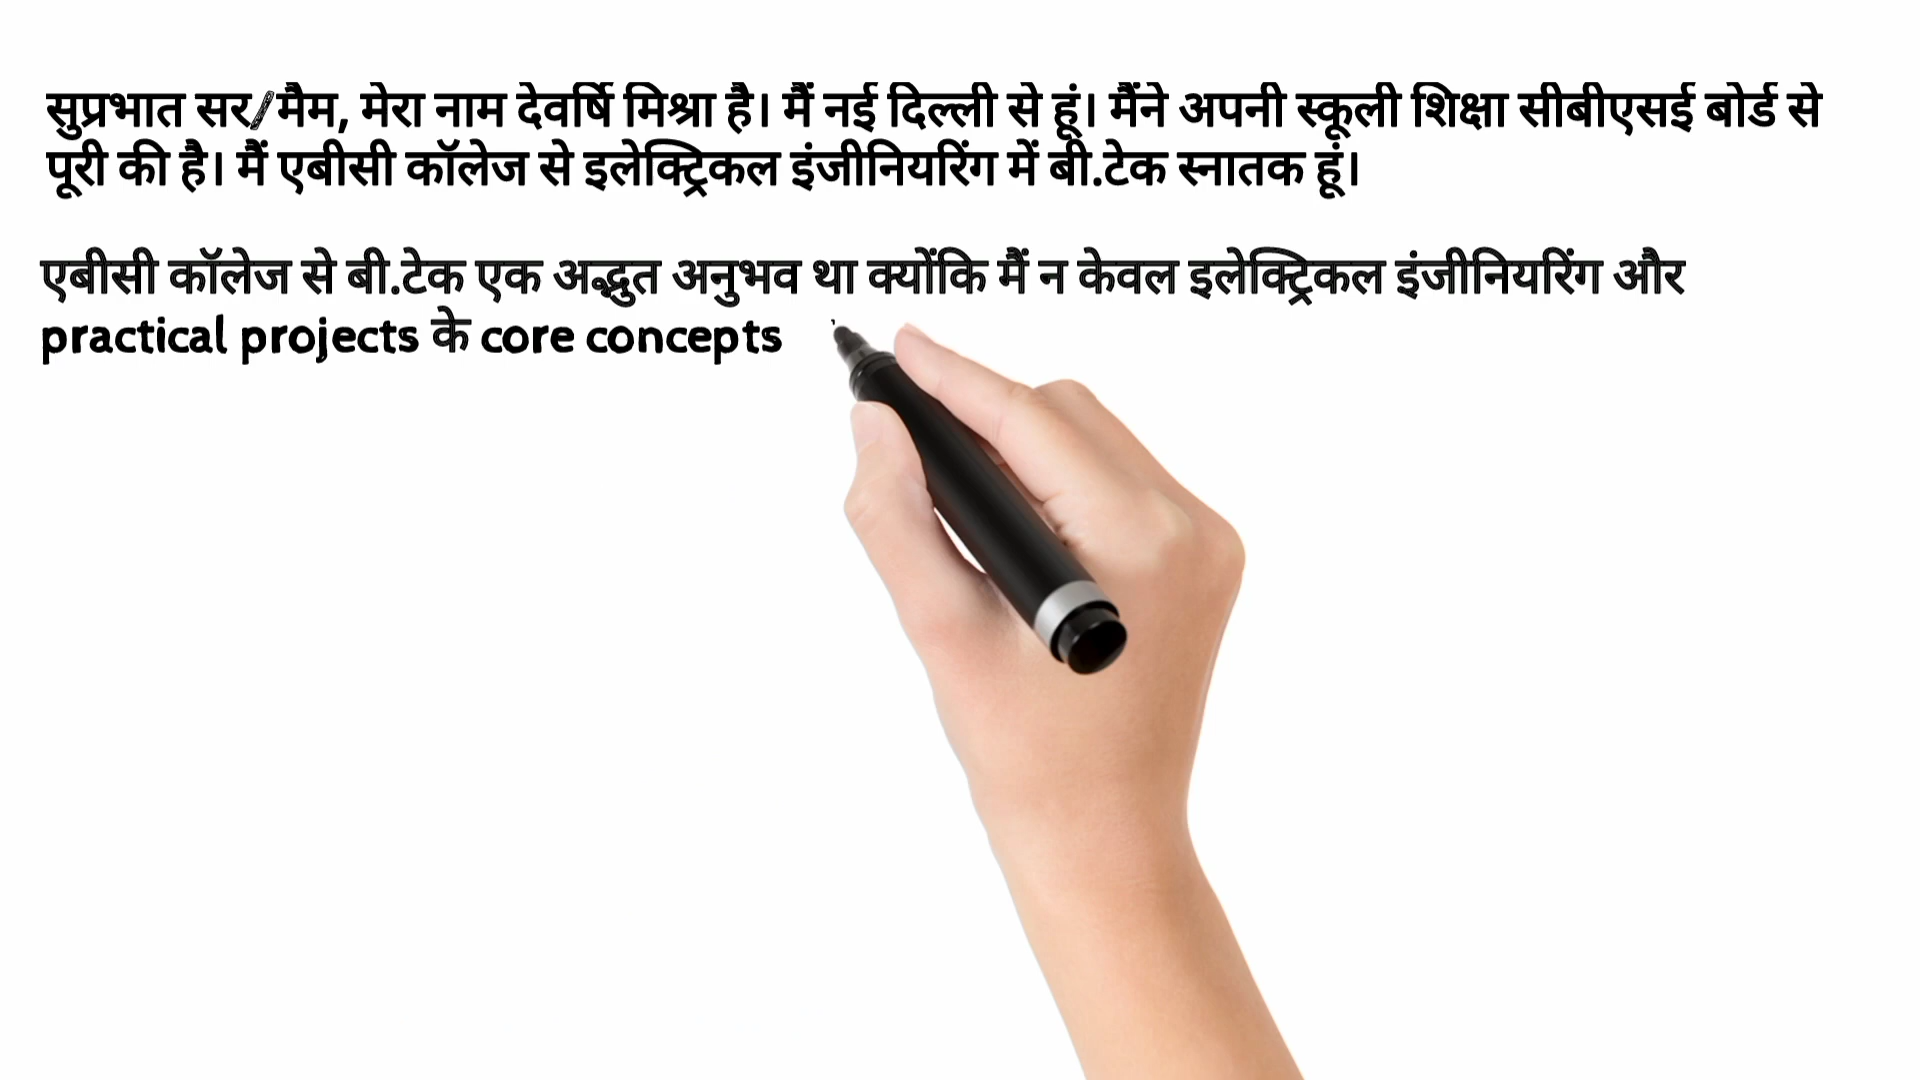 सुप्रभात सर/मैम, मेरा नाम देवर्षि मिश्रा है। मैं नई दिल्ली से हूं। मैंने अपनी स्कूली शिक्षा सीबीएसई बोर्ड से
पूरी की है। मैं एबीसी कॉलेज से इलेक्ट्रिकल इंजीनियरिंग में बी.टेक स्नातक हूं।
एबीसी कॉलेज से बी.टेक एक अद्भुत अनुभव था क्योंकि मैं न केवल इलेक्ट्रिकल इंजीनियरिंग और
practical projects के core concepts